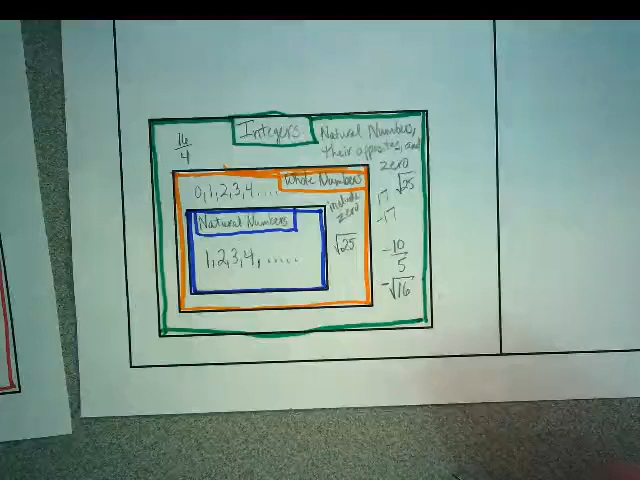 Integers
Natural Numbers,
their opposites, and
zero
16/4
√25
17
-17
-10/5
-√16
Whole Numbers
0,1,2,3,4.....
include
zero
√25
Natural Numbers
1,2,3,4,.....